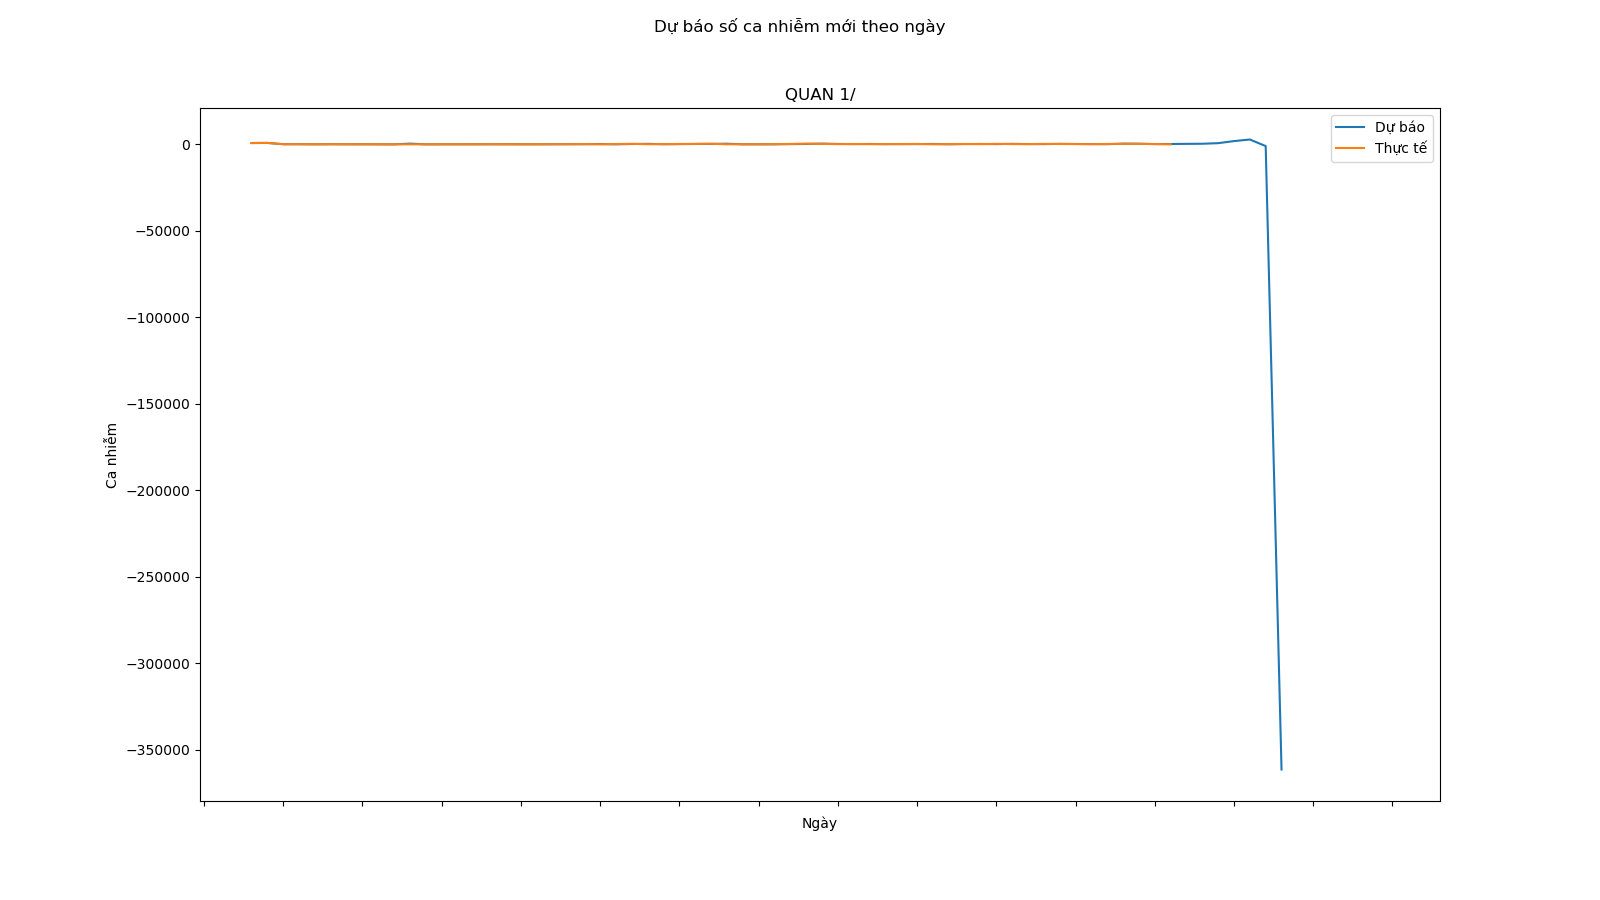 Dự báo số ca nhiễm mới theo ngày
QUAN 1/
Dự báo
Thực tế
0
−50000
−100000
−150000
−200000
−250000
−300000
−350000
Ca nhiễm
Ngày